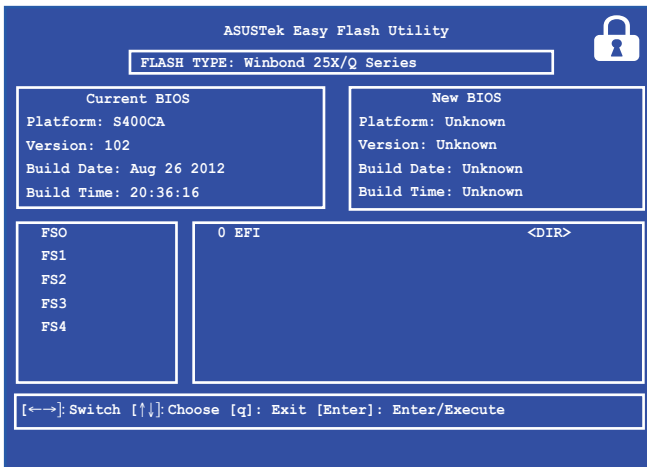 ASUSTek Easy Flash Utility
FLASH TYPE: Winbond 25X/Q Series
Current BIOS
Platform: S400CA
Version: 102
Build Date: Aug 26 2012
Build Time: 20:36:16
New BIOS
Platform: Unknown
Version: Unknown
Build Date: Unknown
Build Time: Unknown
FSO
FS1
FS2
FS3
FS4
0 EFI <DIR>
[←→]: Switch [↑↓]: Choose [q]: Exit [Enter]: Enter/Execute